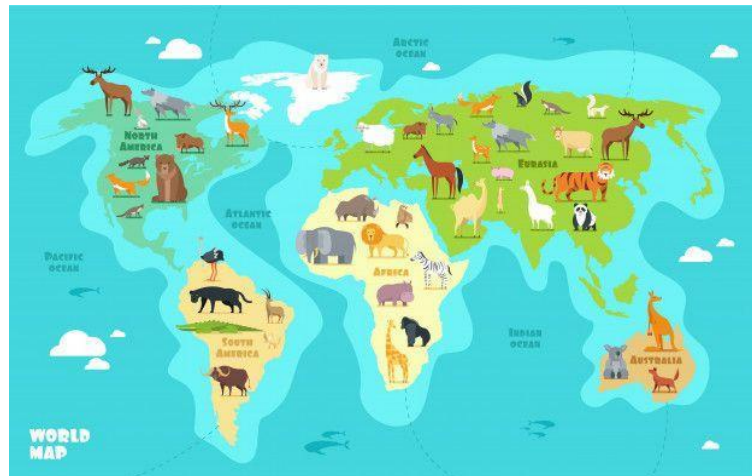 ARCTIC
OCEAN
NORTH
AMERICA
EURASIA
ATLANTIC
OCEAN
PACIFIC
OCEAN
AFRICA
INDIAN
OCEAN
SOUTH
AMERICA
AUSTRALIA
WORLD
MAP